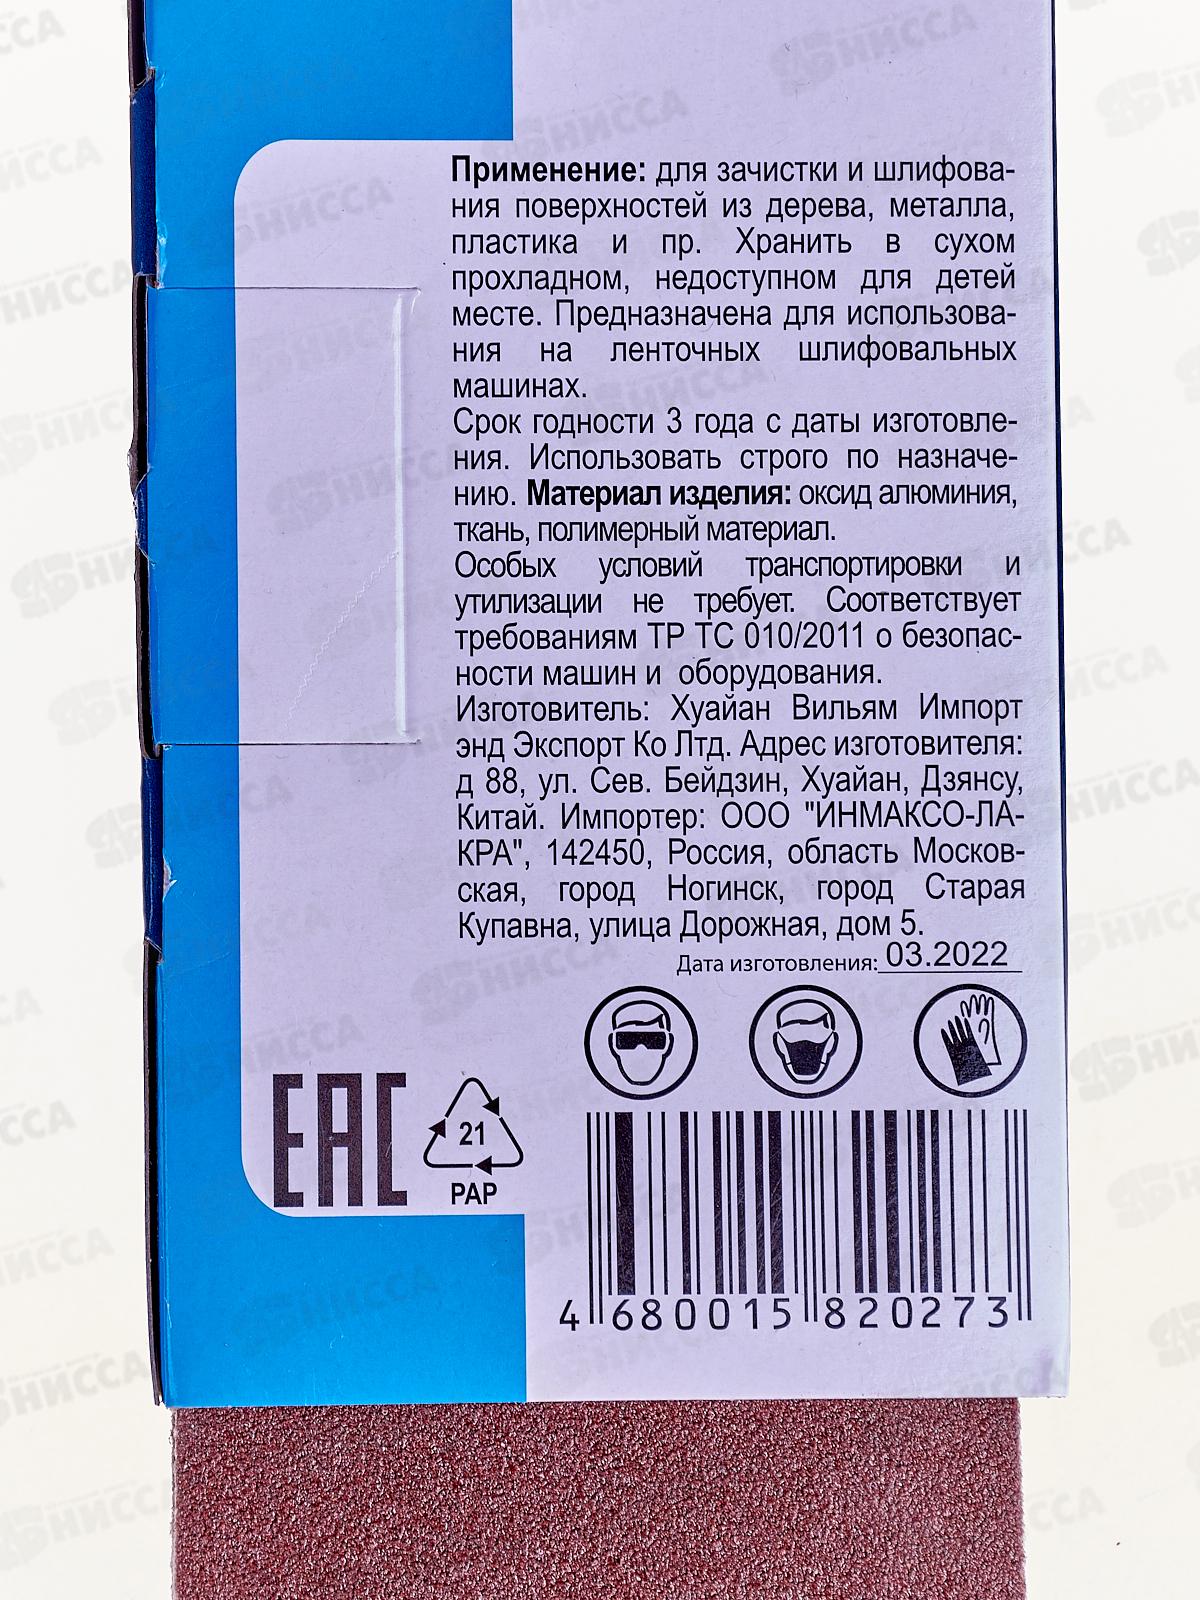 Применение: для зачистки и шлифова-
ния поверхностей из дерева, металла,
пластика и пр. Хранить в сухом
прохладном, недоступном для детей
месте. Предназначена для использова-
ния на ленточных шлифовальных
машинах.
Срок годности 3 года с даты изготовле-
ния. Использовать строго по назначе-
нию. Материал изделия: оксид алюминия,
ткань, полимерный материал.
Особых условий транспортировки и
утилизации не требует. Соответствует
требованиям ТР ТС 010/2011 о безопас-
ности машин и оборудования.
Изготовитель: Хуайан Вильям Импорт
энд Экспорт Ко Лтд. Адрес изготовителя:
д 88, ул. Сев. Бейдзин, Хуайан, Дзянсу,
Китай. Импортер: ООО "ИНМАКСО-ЛА-
КРА", 142450, Россия, область Москов-
ская, город Ногинск, город Старая
Купавна, улица Дорожная, дом 5.
Дата изготовления: 03.2022
EAC
21
PAP
4 680015 820273
НИССА